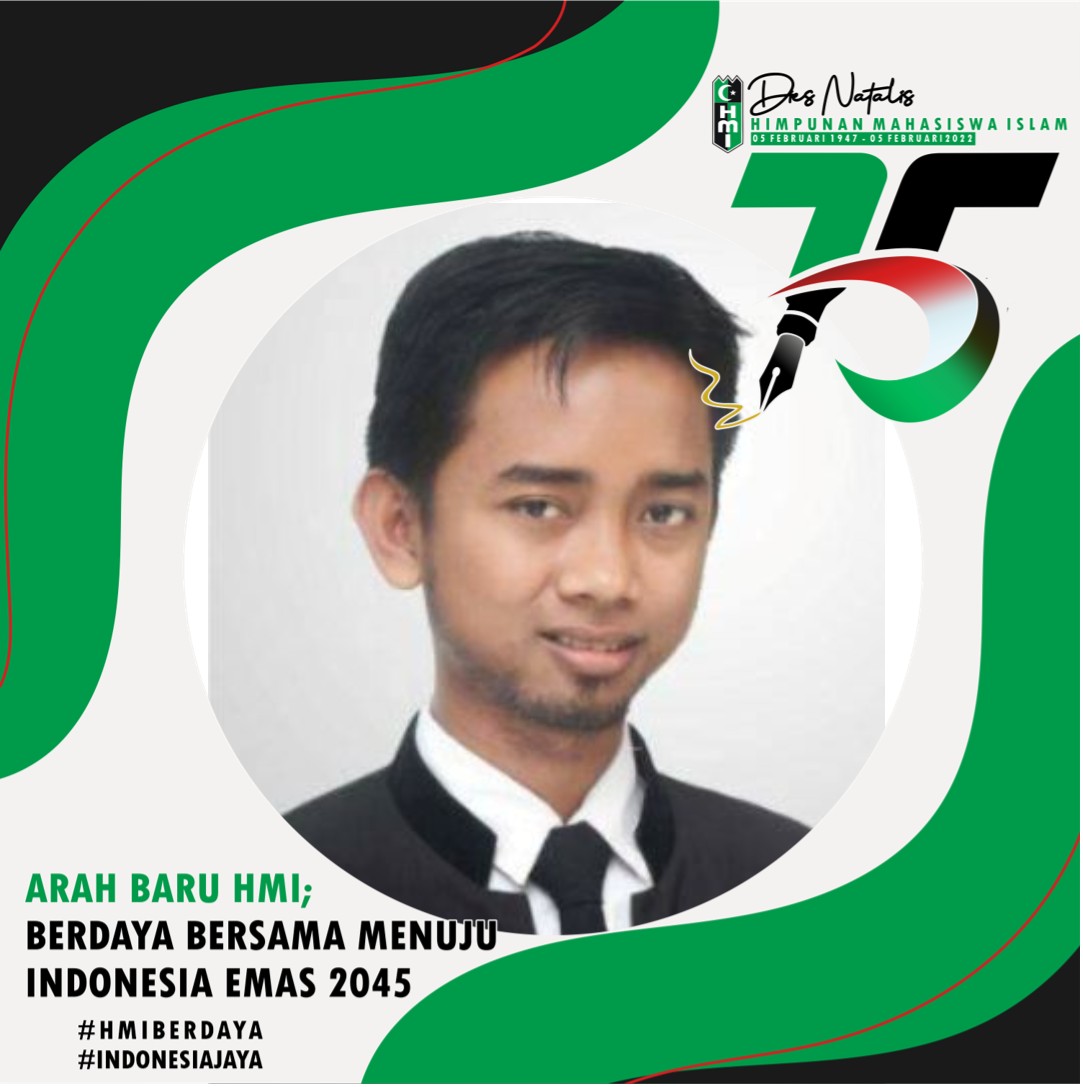 HMI
Dies Natalis
HIMPUNAN MAHASISWA ISLAM
05 FEBRUARI 1947 - 05 FEBRUARI 2022
75
ARAH BARU HMI;
BERDAYA BERSAMA MENUJU
INDONESIA EMAS 2045
#HMIBERDAYA
#INDONESIAJAYA